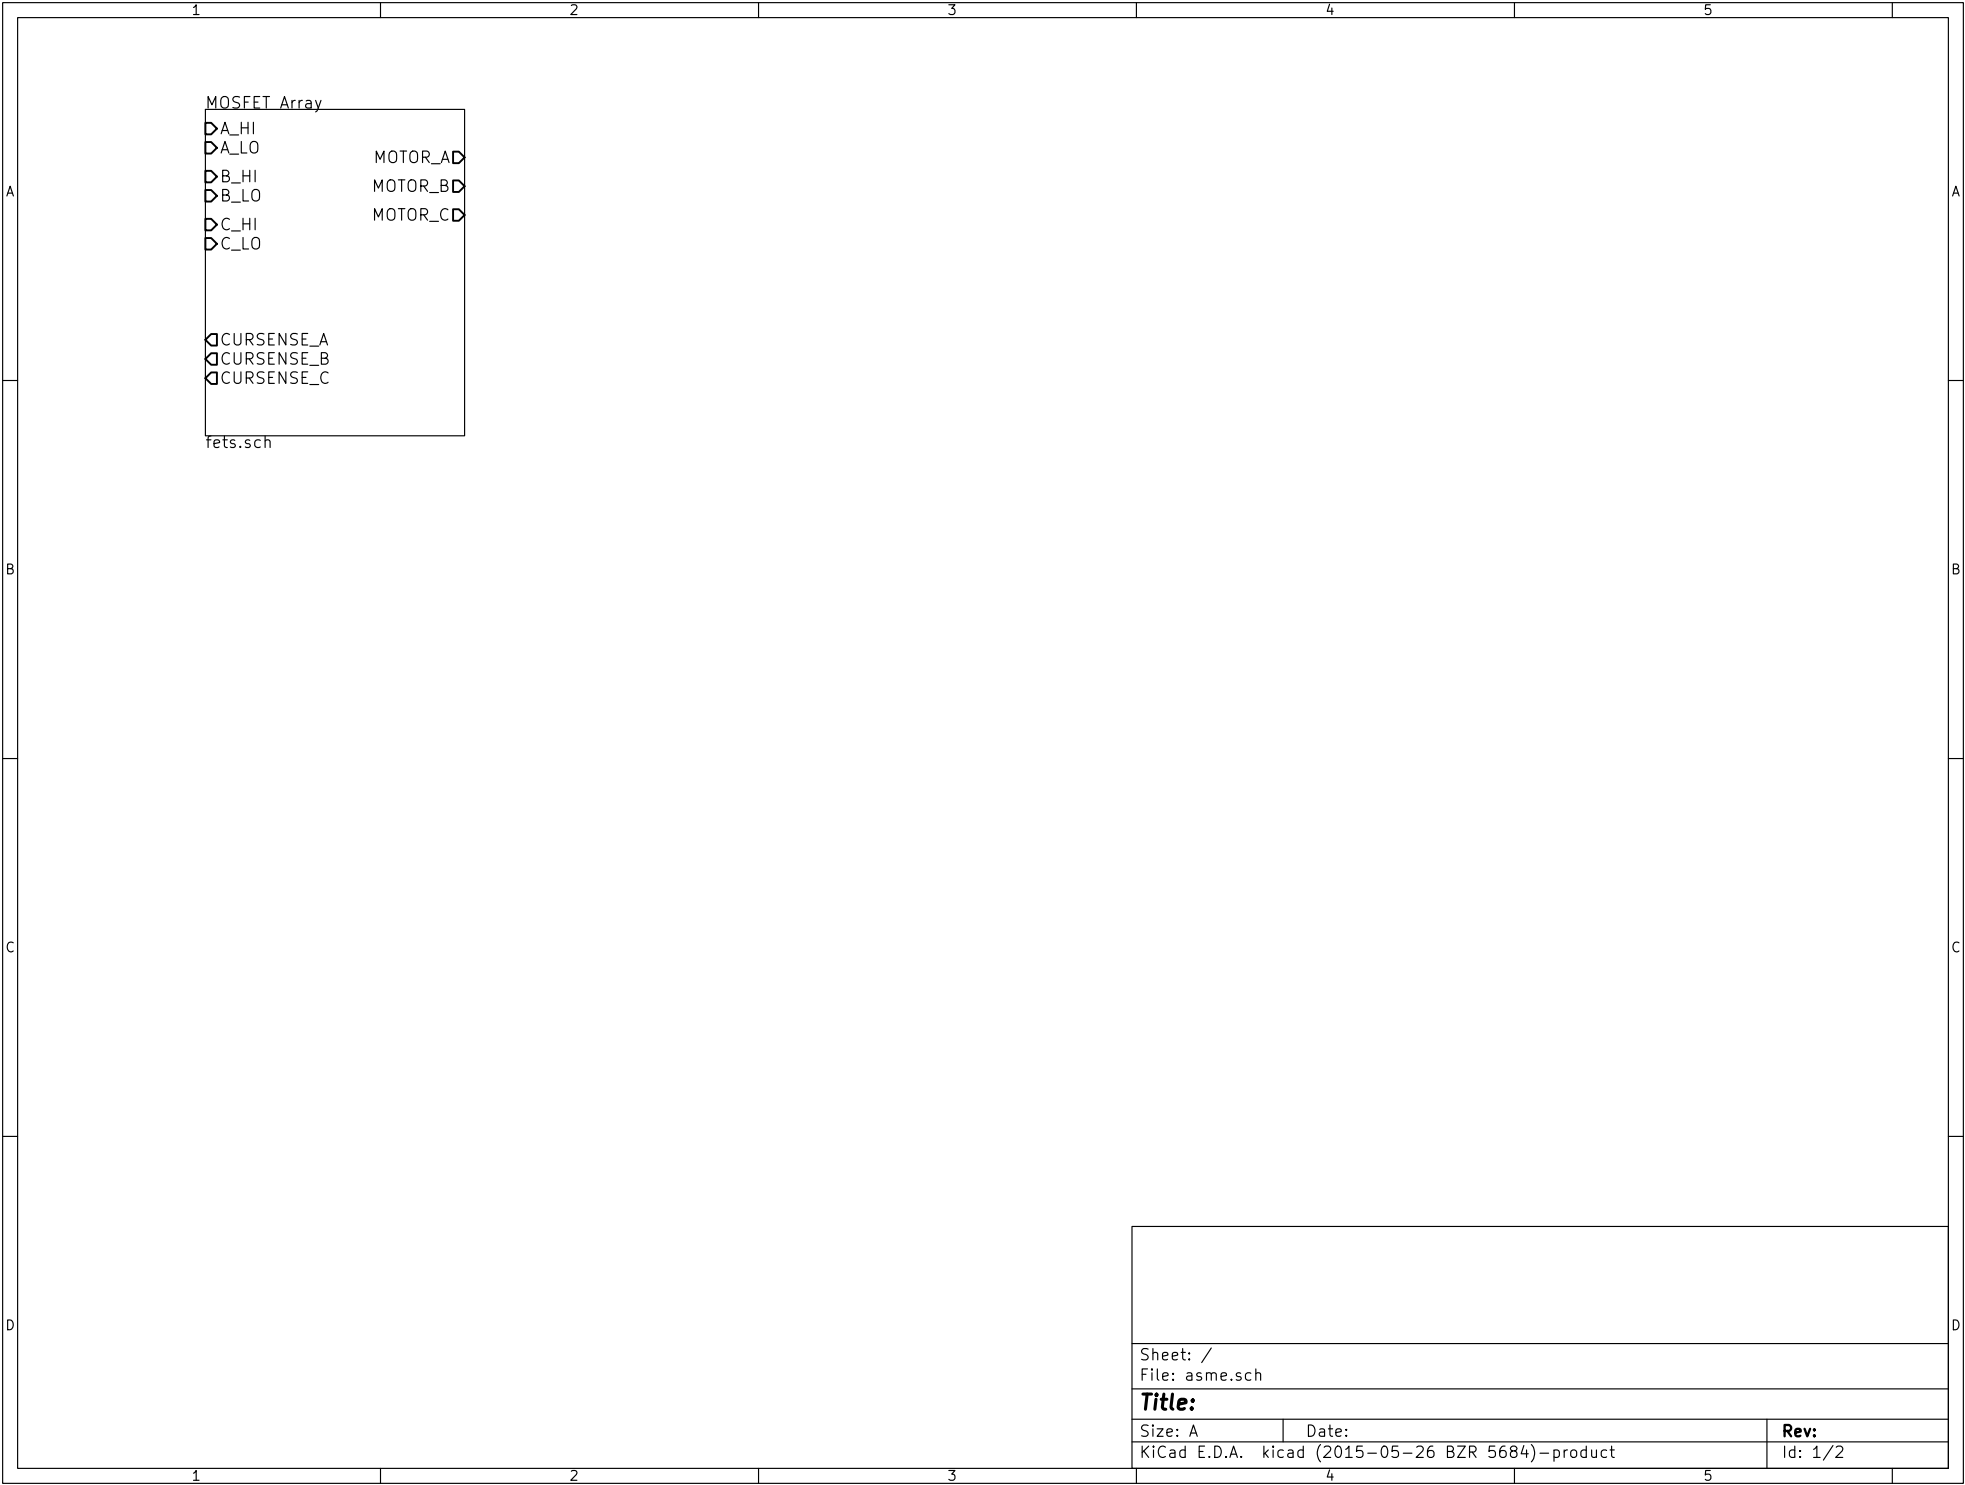 1 2 3 4 5
MOSFET Array
A_HI
A_LO
MOTOR_A
B_HI
MOTOR_B
A A
B_LO
MOTOR_C
C_HI
C_LO
CURSENSE_A
CURSENSE_B
CURSENSE_C
fets.sch
B B
C C
D D
Sheet: /
File: asme.sch
Title:
Size: A Date: Rev:
KiCad E.D.A. kicad (2015-05-26 BZR 5684)-product Id: 1/2
1 2 3 4 5